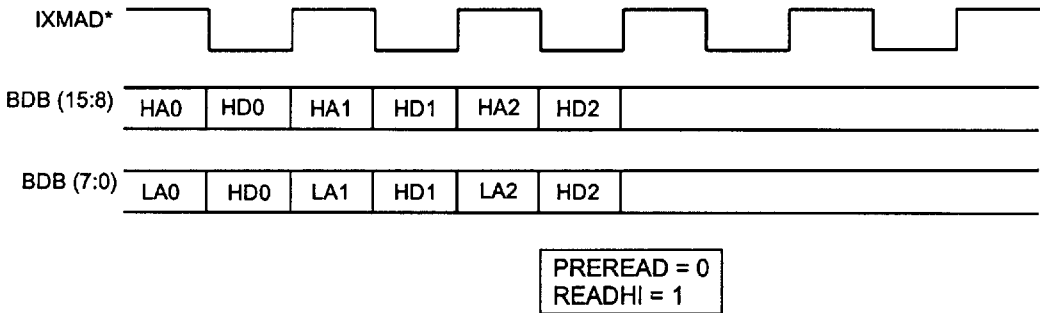 IXMAD*
BDB (15:8) HA0 HD0 HA1 HD1 HA2 HD2
BDB (7:0) LA0 HD0 LA1 HD1 LA2 HD2
PREREAD = 0
READHI = 1